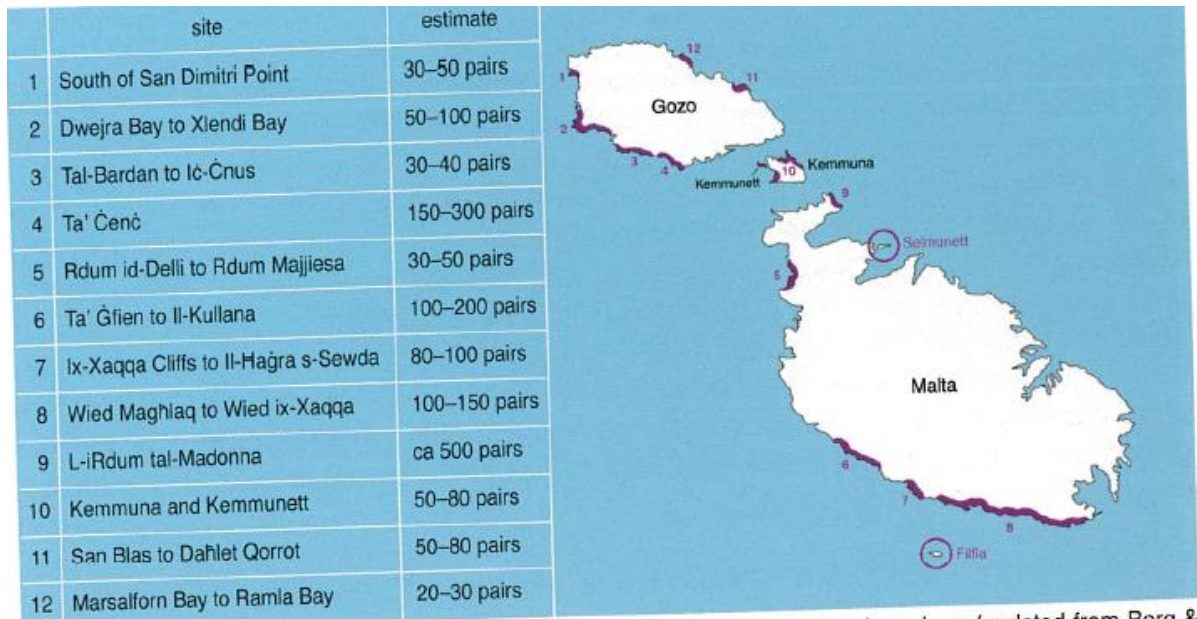 site estimate
1 South of San Dimitri Point 30–50 pairs
2 Dwejra Bay to Xlendi Bay 50–100 pairs
3 Tal-Bardan to Iċ-Ċnus 30–40 pairs
4 Ta' Ċenċ 150–300 pairs
5 Rdum id-Delli to Rdum Majjiesa 30–50 pairs
6 Ta' Ġfien to Il-Kullana 100–200 pairs
7 Ix-Xaqqa Cliffs to Il-Ħaġra s-Sewda 80–100 pairs
8 Wied Magħlaq to Wied ix-Xaqqa 100–150 pairs
9 L-iRdum tal-Madonna ca 500 pairs
10 Kemmuna and Kemmunett 50–80 pairs
11 San Blas to Daħlet Qorrot 50–80 pairs
12 Marsalforn Bay to Ramla Bay 20–30 pairs
12
1
11
Gozo
2
3
4
10
Kemmuna
Kemmunett
9
Selmunett
5
Malta
6
7
8
Filfla